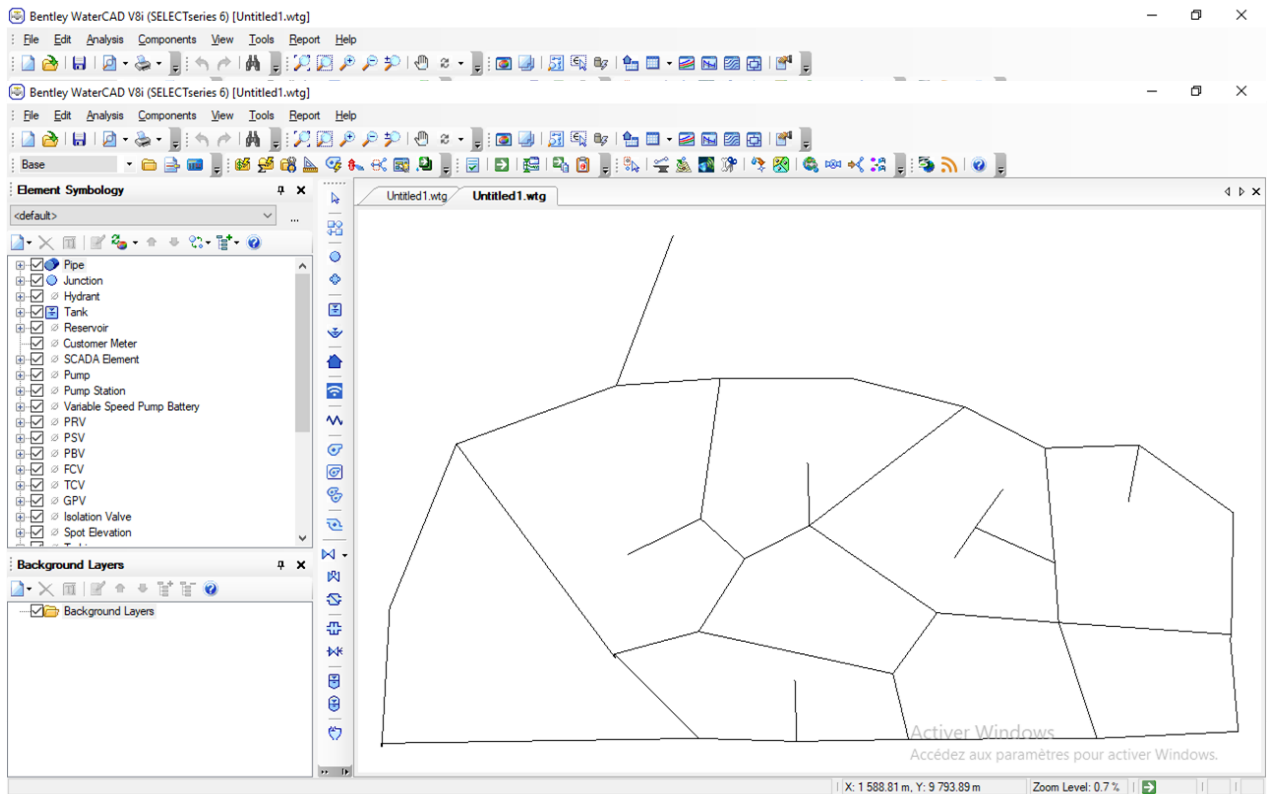 Bentley WaterCAD V8i (SELECTseries 6) [Untitled1.wtg]
File Edit Analysis Components View Tools Report Help
Bentley WaterCAD V8i (SELECTseries 6) [Untitled1.wtg]
File Edit Analysis Components View Tools Report Help
Base
Element Symbology
Untitled1.wtg Untitled1.wtg
<default>
...
Pipe
Junction
Hydrant
Tank
Reservoir
Customer Meter
SCADA Element
Pump
Pump Station
Variable Speed Pump Battery
PRV
PSV
PBV
FCV
TCV
GPV
Isolation Valve
Spot Elevation
Background Layers
Background Layers
Activer Windows
Accédez aux paramètres pour activer Windows.
X: 1 588.81 m, Y: 9 793.89 m
Zoom Level: 0.7 %